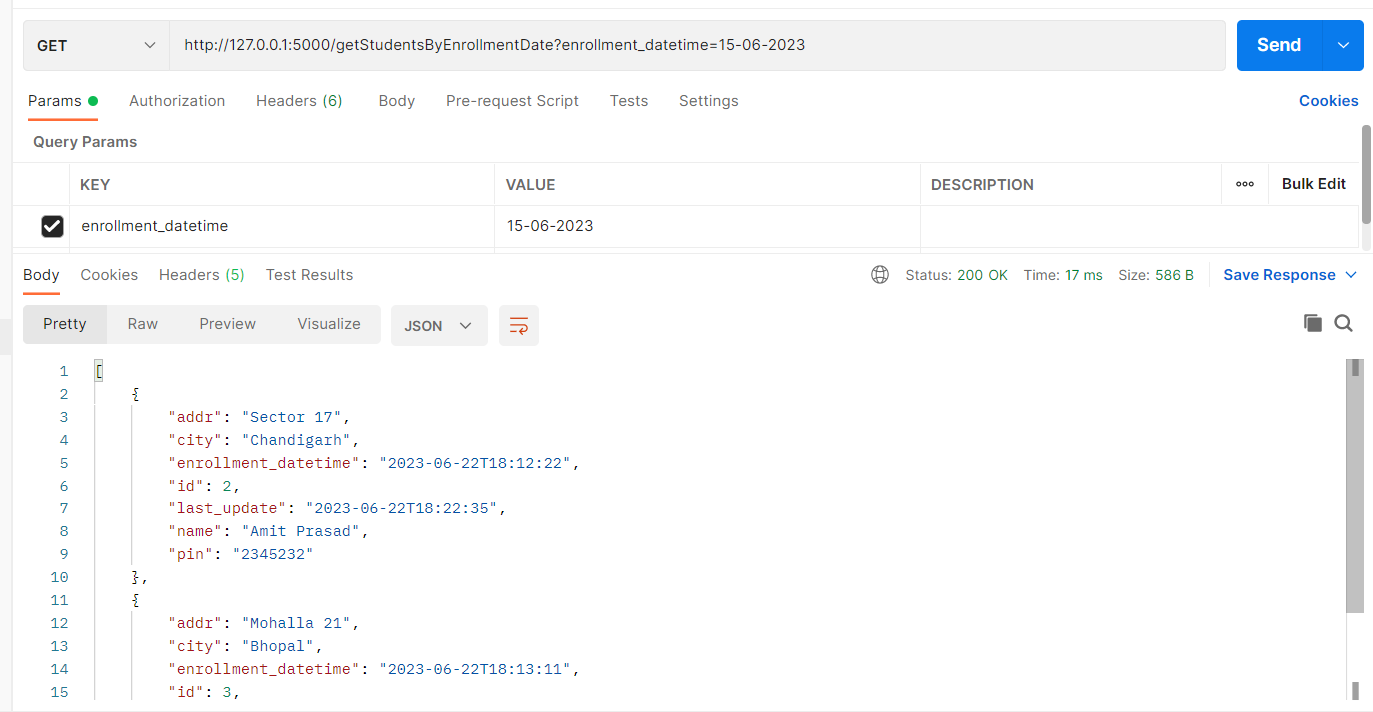 GET http://127.0.0.1:5000/getStudentsByEnrollmentDate?enrollment_datetime=15-06-2023 Send
Params Authorization Headers (6) Body Pre-request Script Tests Settings Cookies
Query Params
KEY VALUE DESCRIPTION ooo Bulk Edit
enrollment_datetime 15-06-2023
Body Cookies Headers (5) Test Results Status: 200 OK Time: 17 ms Size: 586 B Save Response
Pretty Raw Preview Visualize JSON
1 [
2 {
3 "addr": "Sector 17",
4 "city": "Chandigarh",
5 "enrollment_datetime": "2023-06-22T18:12:22",
6 "id": 2,
7 "last_update": "2023-06-22T18:22:35",
8 "name": "Amit Prasad",
9 "pin": "2345232"
10 },
11 {
12 "addr": "Mohalla 21",
13 "city": "Bhopal",
14 "enrollment_datetime": "2023-06-22T18:13:11",
15 "id": 3,